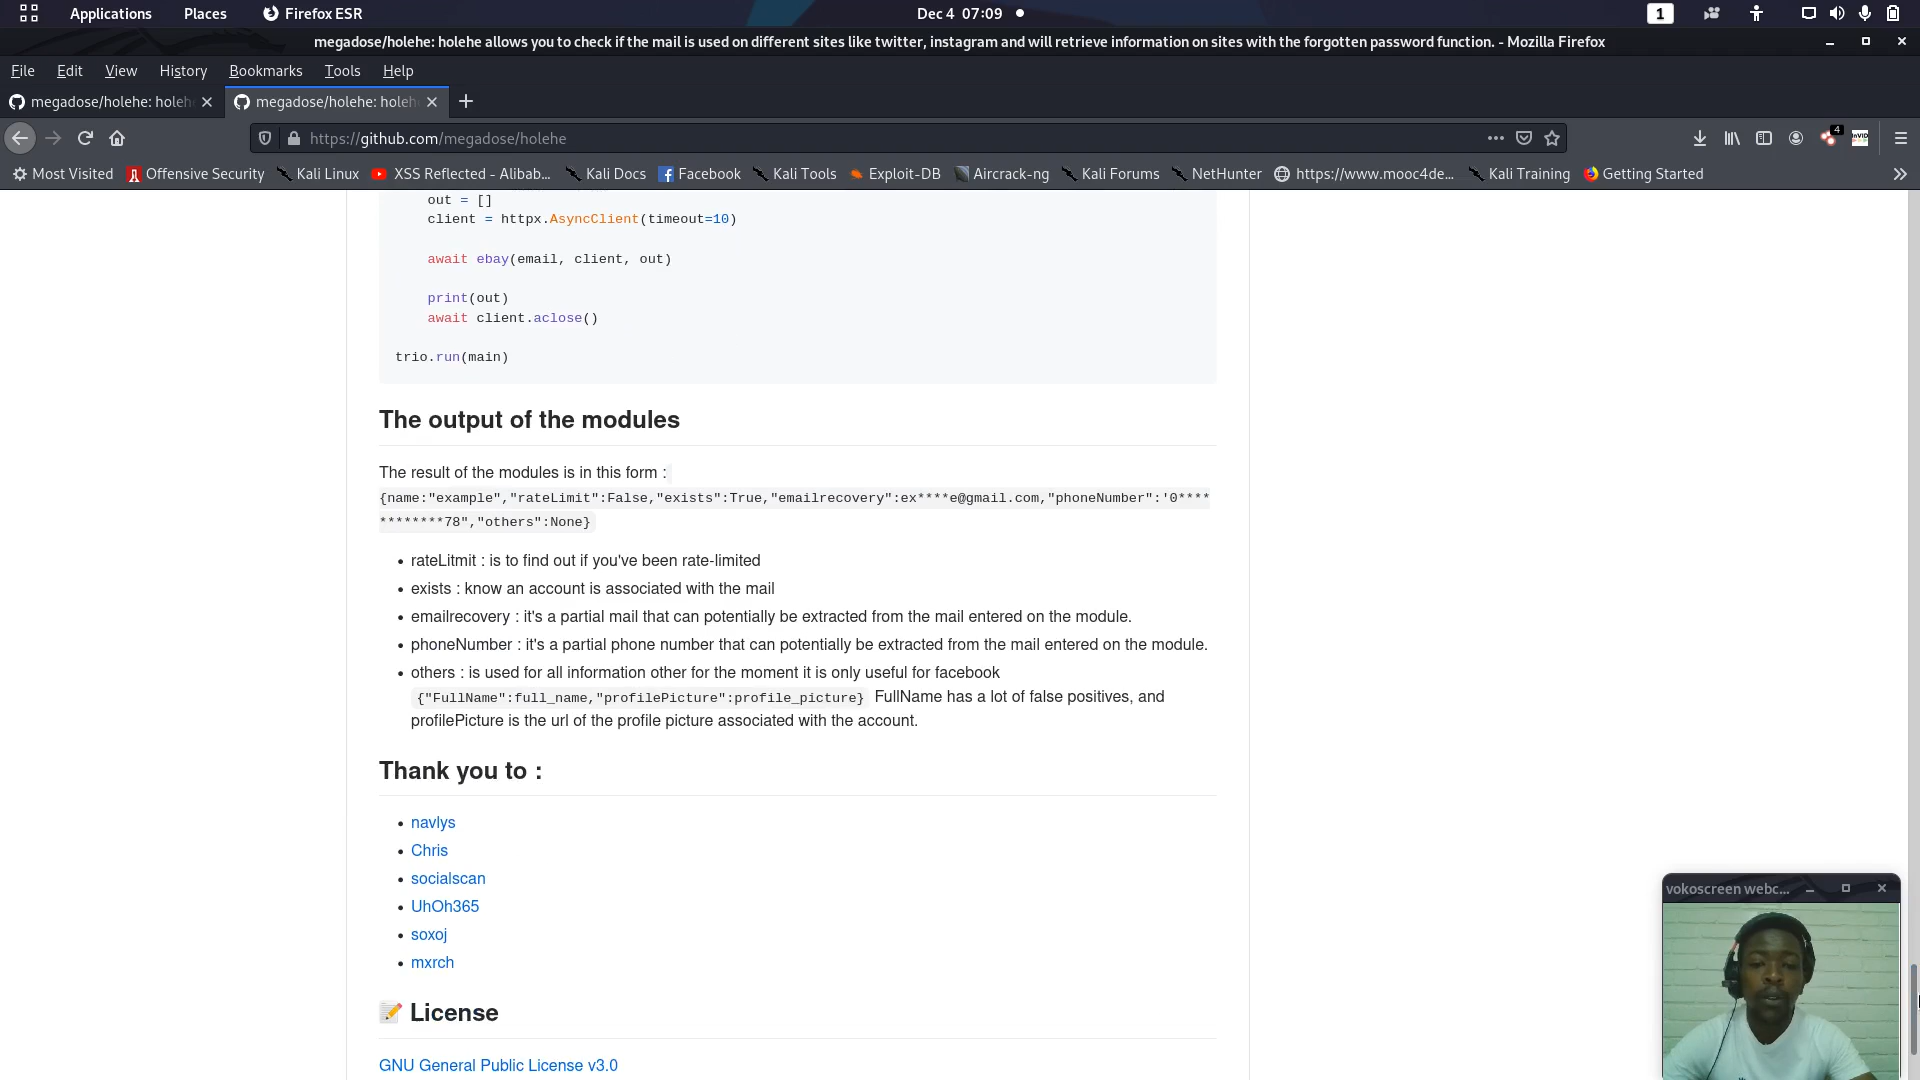 Applications Places Firefox ESR Dec 4 07:09 1
megadose/holehe: holehe allows you to check if the mail is used on different sites like twitter, instagram and will retrieve information on sites with the forgotten password function. - Mozilla Firefox
File Edit View History Bookmarks Tools Help
megadose/holehe: holeh megadose/holehe: holeh
https://github.com/megadose/holehe 4
Most Visited Offensive Security Kali Linux XSS Reflected - Alibab... Kali Docs Facebook Kali Tools Exploit-DB Aircrack-ng Kali Forums NetHunter https://www.mooc4de... Kali Training Getting Started
out = []
client = httpx.AsyncClient(timeout=10)
await ebay(email, client, out)
print(out)
await client.aclose()
trio.run(main)
The output of the modules
The result of the modules is in this form :
{name:"example","rateLimit":False,"exists":True,"emailrecovery":ex****e@gmail.com,"phoneNumber":'0****
********78","others":None}
• rateLitmit : is to find out if you've been rate-limited
• exists : know an account is associated with the mail
• emailrecovery : it's a partial mail that can potentially be extracted from the mail entered on the module.
• phoneNumber : it's a partial phone number that can potentially be extracted from the mail entered on the module.
• others : is used for all information other for the moment it is only useful for facebook
{"FullName":full_name,"profilePicture":profile_picture} FullName has a lot of false positives, and
profilePicture is the url of the profile picture associated with the account.
Thank you to :
• navlys
• Chris
• socialscan
• UhOh365
• soxoj
• mxrch
License
GNU General Public License v3.0
vokoscreen webc...